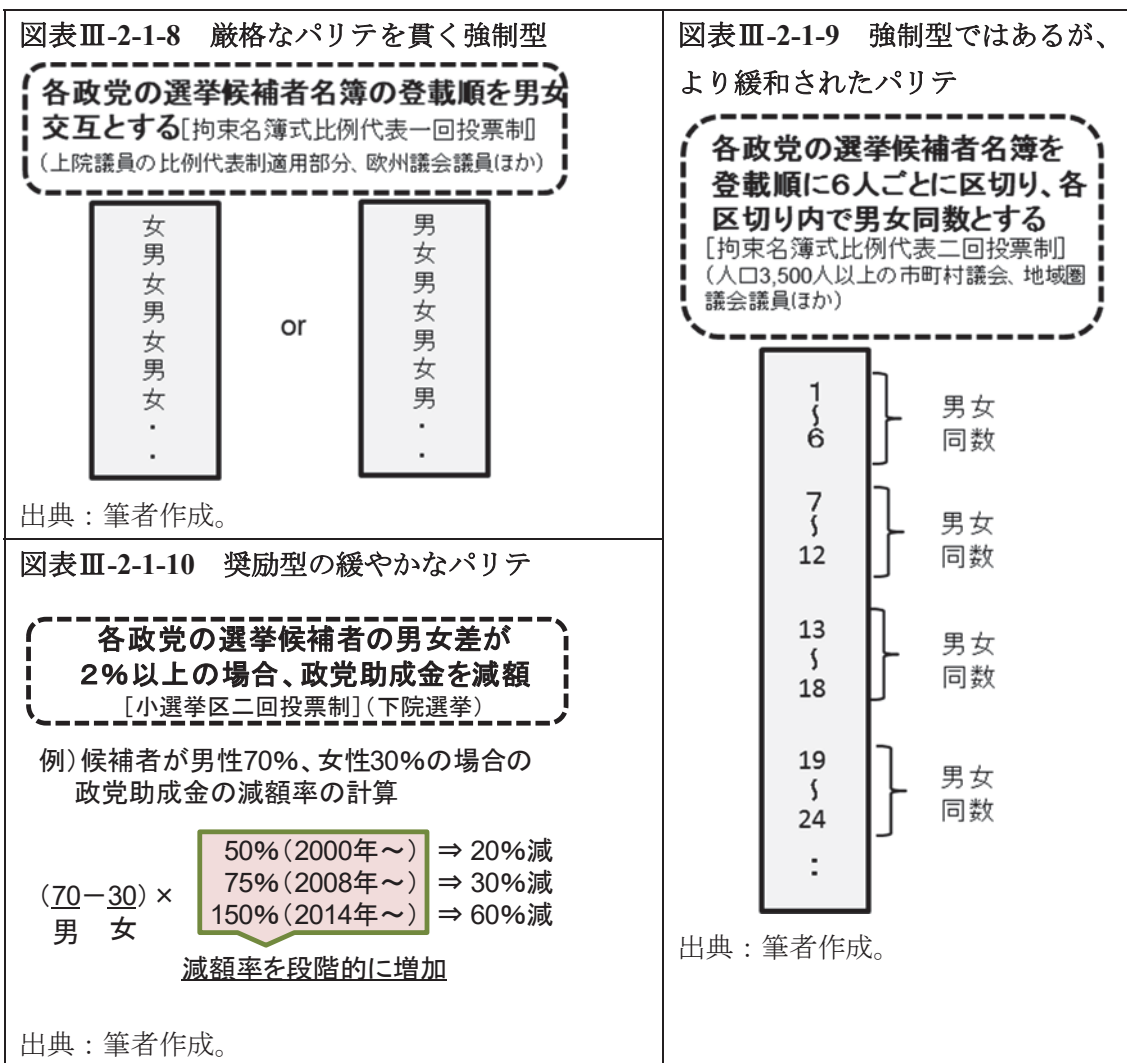 図表Ⅲ-2-1-8　厳格なパリテを貫く強制型
各政党の選挙候補者名簿の登載順を男女
交互とする[拘束名簿式比例代表一回投票制]
(上院議員の比例代表制適用部分、欧州議会議員ほか)
女
男
女
男
女
男
女
・
・
or
男
女
男
女
男
女
男
・
・
出典：筆者作成。
図表Ⅲ-2-1-10　奨励型の緩やかなパリテ
各政党の選挙候補者の男女差が
２％以上の場合、政党助成金を減額
[小選挙区二回投票制](下院選挙)
例)候補者が男性70%、女性30%の場合の
政党助成金の減額率の計算
(70－30)×
男　女
50%(2000年～) ⇒ 20%減
75%(2008年～) ⇒ 30%減
150%(2014年～) ⇒ 60%減
減額率を段階的に増加
出典：筆者作成。
図表Ⅲ-2-1-9　強制型ではあるが、
より緩和されたパリテ
各政党の選挙候補者名簿を
登載順に６人ごとに区切り、各
区切り内で男女同数とする
[拘束名簿式比例代表二回投票制]
(人口3,500人以上の市町村議会、地域圏
議会議員ほか)
1
～
6
男女
同数
7
～
12
男女
同数
13
～
18
男女
同数
19
～
24
男女
同数
：
出典：筆者作成。